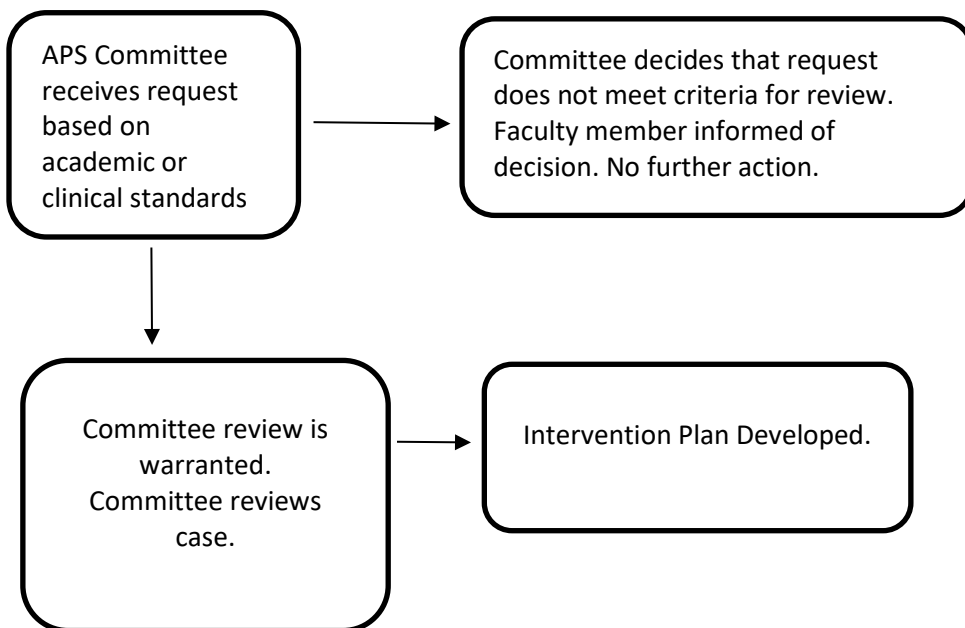 APS Committee
receives request
based on
academic or
clinical standards
Committee decides that request
does not meet criteria for review.
Faculty member informed of
decision. No further action.
Committee review is
warranted.
Committee reviews
case.
Intervention Plan Developed.